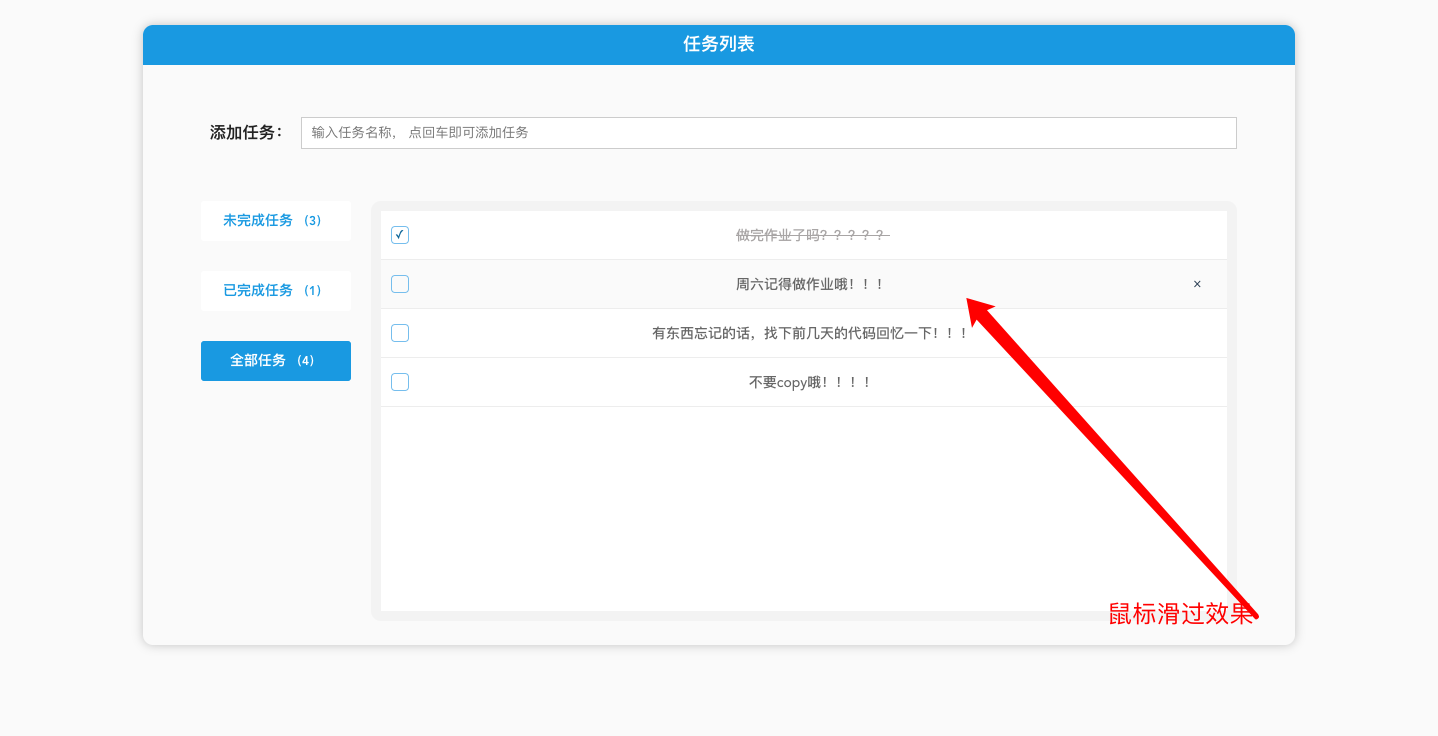 任务列表
添加任务： 输入任务名称， 点回车即可添加任务
未完成任务 (3)
已完成任务 (1)
全部任务 (4)
✓ 做完作业了吗？？？？？
周六记得做作业哦！！！ ×
有东西忘记的话，找下前几天的代码回忆一下！！！
不要copy哦！！！！
鼠标滑过效果